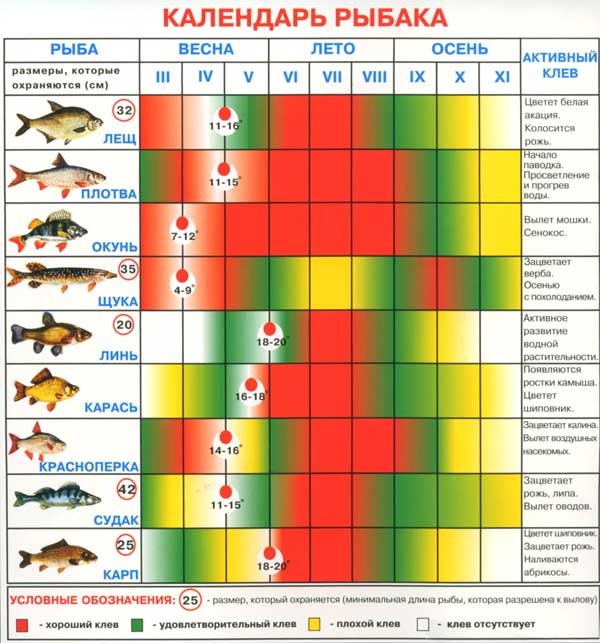 КАЛЕНДАРЬ РЫБАКА
РЫБА ВЕСНА ЛЕТО ОСЕНЬ АКТИВНЫЙ КЛЕВ
размеры, которые охраняются (см)
III IV V VI VII VIII IX X XI
32
ЛЕЩ
11-16°
Цветет белая
акация.
Колосится
рожь.
ПЛОТВА
11-15°
Начало
паводка.
Просветление
и прогрев
воды.
ОКУНЬ
7-12°
Вылет мошки.
Сенокос.
35
ЩУКА
4-9°
Зацветает
верба.
Осенью
с похолоданием.
20
ЛИНЬ
18-20°
Активное
развитие
водной
растительности.
КАРАСЬ
16-18°
Появляются
ростки камыша.
Цветет
шиповник.
КРАСНОПЕРКА
14-16°
Зацветает калина.
Вылет воздушных
насекомых.
42
СУДАК
11-15°
Зацветает
рожь, липа.
Вылет оводов.
25
КАРП
18-20°
Цветет шиповник.
Зацветает рожь.
Наливаются
абрикосы.
УСЛОВНЫЕ ОБОЗНАЧЕНИЯ: 25 - размер, который охраняется (минимальная длина рыбы, которая разрешена к вылову)
- хороший клев - удовлетворительный клев - плохой клев - клев отсутствует